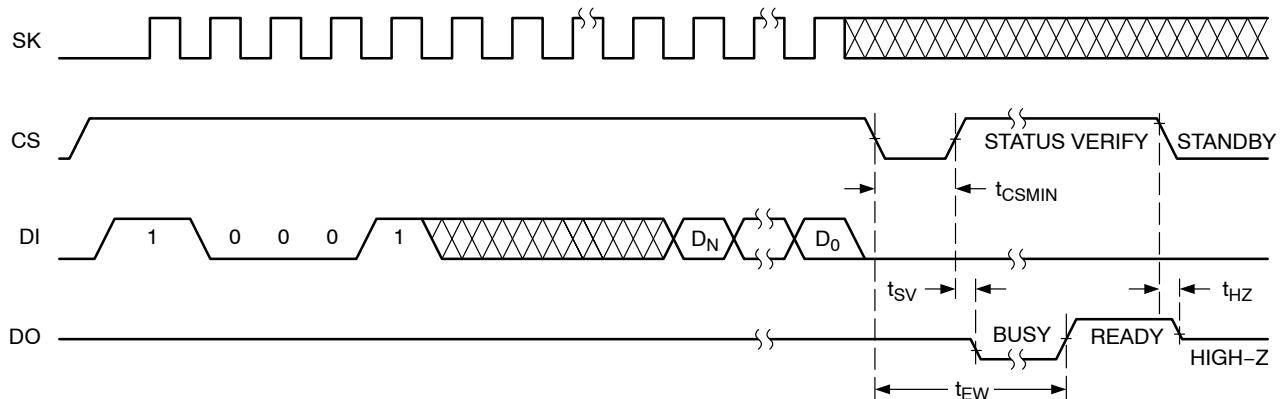 SK
CS
STATUS VERIFY
STANDBY
tCSMIN
DI
1 0 0 0 1
DN
D0
tSV
tHZ
DO
BUSY
READY
HIGH–Z
tEW